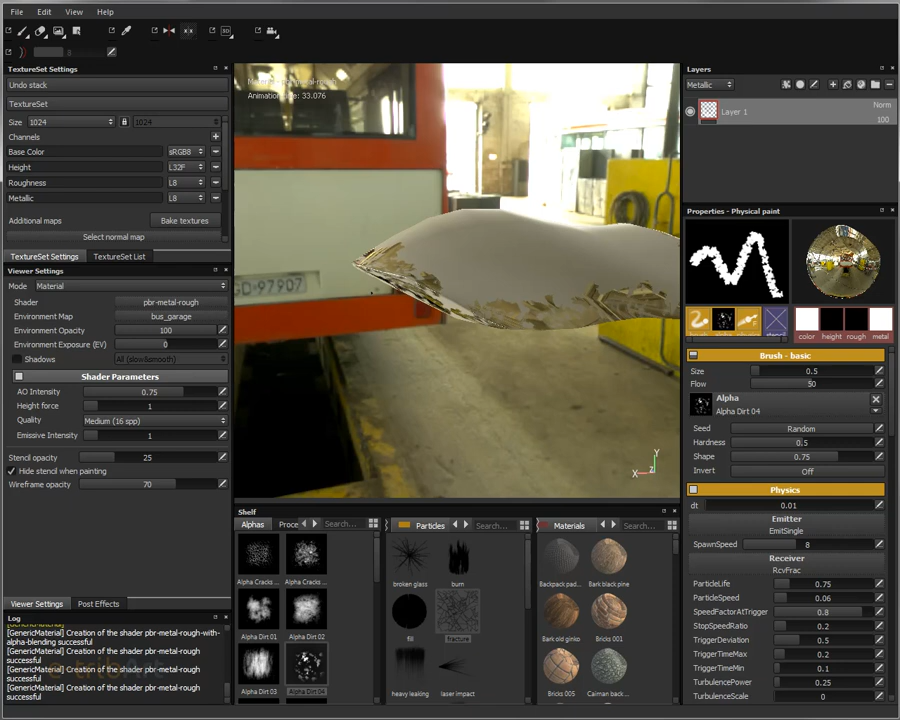 File Edit View Help
TextureSet Settings
Undo stack
TextureSet
Size 1024 1024
Channels
Base Color sRGB8
Height L32F
Roughness L8
Metallic L8
Additional maps Bake textures
Select normal map
TextureSet Settings TextureSet List
Viewer Settings
Mode Material
Shader pbr-metal-rough
Environment Map bus_garage
Environment Opacity 100
Environment Exposure (EV) 0
Shadows All (slow&smooth)
Shader Parameters
AO Intensity 0.75
Height force 1
Quality Medium (16 spp)
Emissive Intensity 1
Stencil opacity 25
Hide stencil when painting
Wireframe opacity 70
Viewer Settings Post Effects
Log
[GenericMaterial] Creation of the shader pbr-metal-rough-with-
alpha-blending successful
[GenericMaterial] Creation of the shader pbr-metal-rough
successful
[GenericMaterial] Creation of the shader pbr-metal-rough
successful
[GenericMaterial] Creation of the shader pbr-metal-rough
successful
33.076
97907
Y
X Z
Shelf
Alphas Proce Search...
Alpha Cracks ... Alpha Cracks ...
Alpha Dirt 01 Alpha Dirt 02
Alpha Dirt 03 Alpha Dirt 04
Particles Search...
broken glass burn
fill fracture
heavy leaking laser impact
Materials Search...
Backpack pad... Bark black pine
Bark old ginko Bricks 001
Bricks 005 Caiman back...
Layers
Metallic
Layer 1 Norm
100
Properties - Physical paint
brush physics stencil color height rough metal
Brush - basic
Size 0.5
Flow 50
Alpha
Alpha Dirt 04
Seed Random
Hardness 0.5
Shape 0.75
Invert Off
Physics
dt 0.01
Emitter
EmitSingle
SpawnSpeed 8
Receiver
RcvFrac
ParticleLife 0.75
ParticleSpeed 0.06
SpeedFactorAtTrigger 0.8
StopSpeedRatio 0.2
TriggerDeviation 0.5
TriggerTimeMax 0.2
TriggerTimeMin 0.1
TurbulencePower 0.25
TurbulenceScale 0